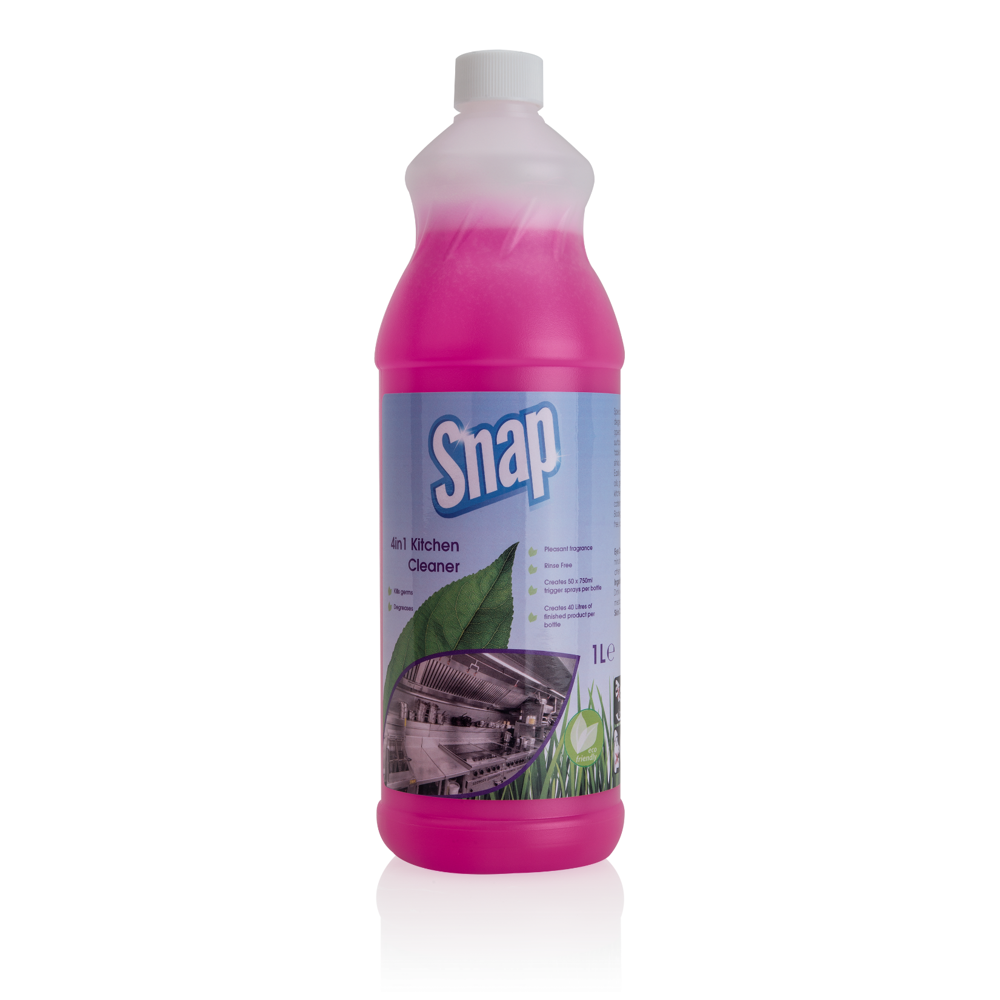 Snap
4in1 Kitchen
Cleaner
Kills germs
Degreases
Pleasant fragrance
Rinse Free
Creates 50 x 750ml
trigger sprays per bottle
Creates 40 Litres of
finished product per
bottle
1L℮
eco
friendly